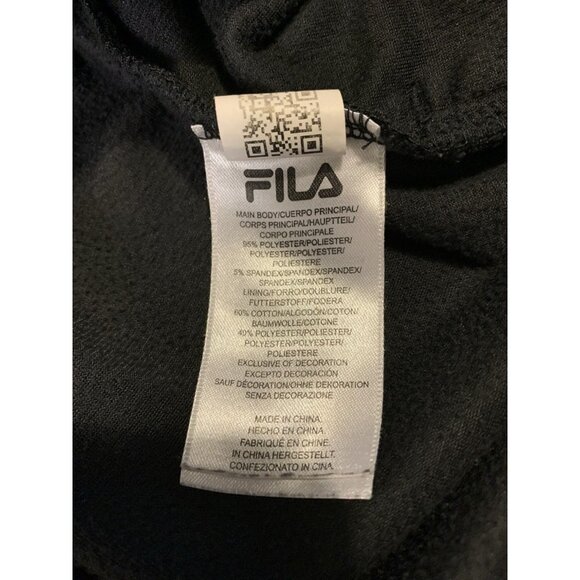 FILA
MAIN BODY/CUERPO PRINCIPAL/
CORPS PRINCIPAL/HAUPTTEIL/
CORPO PRINCIPALE
95% POLYESTER/POLIESTER/
POLYESTER/POLYESTER/
POLIESTERE
5% SPANDEX/SPANDEX/SPANDEX/
SPANDEX/SPANDEX
LINING/FORRO/DOUBLURE/
FUTTERSTOFF/FODERA
60% COTTON/ALGODÓN/COTON/
BAUMWOLLE/COTONE
40% POLYESTER/POLIESTER/
POLYESTER/POLYESTER/
POLIESTERE
EXCLUSIVE OF DECORATION
EXCEPTO DECORACIÓN
SAUF DÉCORATION/OHNE DEKORATION
SENZA DECORAZIONE
MADE IN CHINA.
HECHO EN CHINA.
FABRIQUÉ EN CHINE.
IN CHINA HERGESTELLT.
CONFEZIONATO IN CINA.